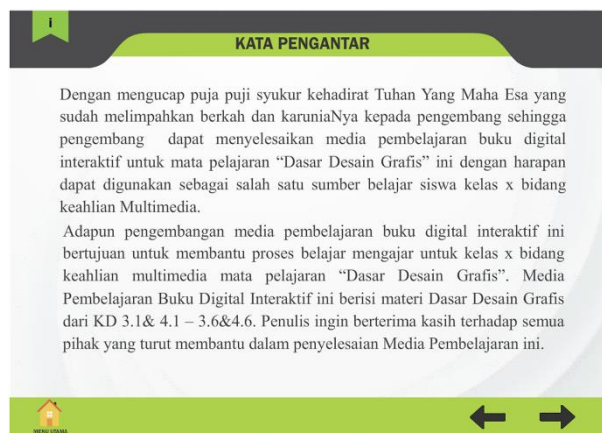 i
KATA PENGANTAR
Dengan mengucap puja puji syukur kehadirat Tuhan Yang Maha Esa yang
sudah melimpahkan berkah dan karuniaNya kepada pengembang sehingga
pengembang dapat menyelesaikan media pembelajaran buku digital
interaktif untuk mata pelajaran “Dasar Desain Grafis” ini dengan harapan
dapat digunakan sebagai salah satu sumber belajar siswa kelas x bidang
keahlian Multimedia.
Adapun pengembangan media pembelajaran buku digital interaktif ini
bertujuan untuk membantu proses belajar mengajar untuk kelas x bidang
keahlian multimedia mata pelajaran “Dasar Desain Grafis”. Media
Pembelajaran Buku Digital Interaktif ini berisi materi Dasar Desain Grafis
dari KD 3.1& 4.1 – 3.6&4.6. Penulis ingin berterima kasih terhadap semua
pihak yang turut membantu dalam penyelesaian Media Pembelajaran ini.
MENU UTAMA